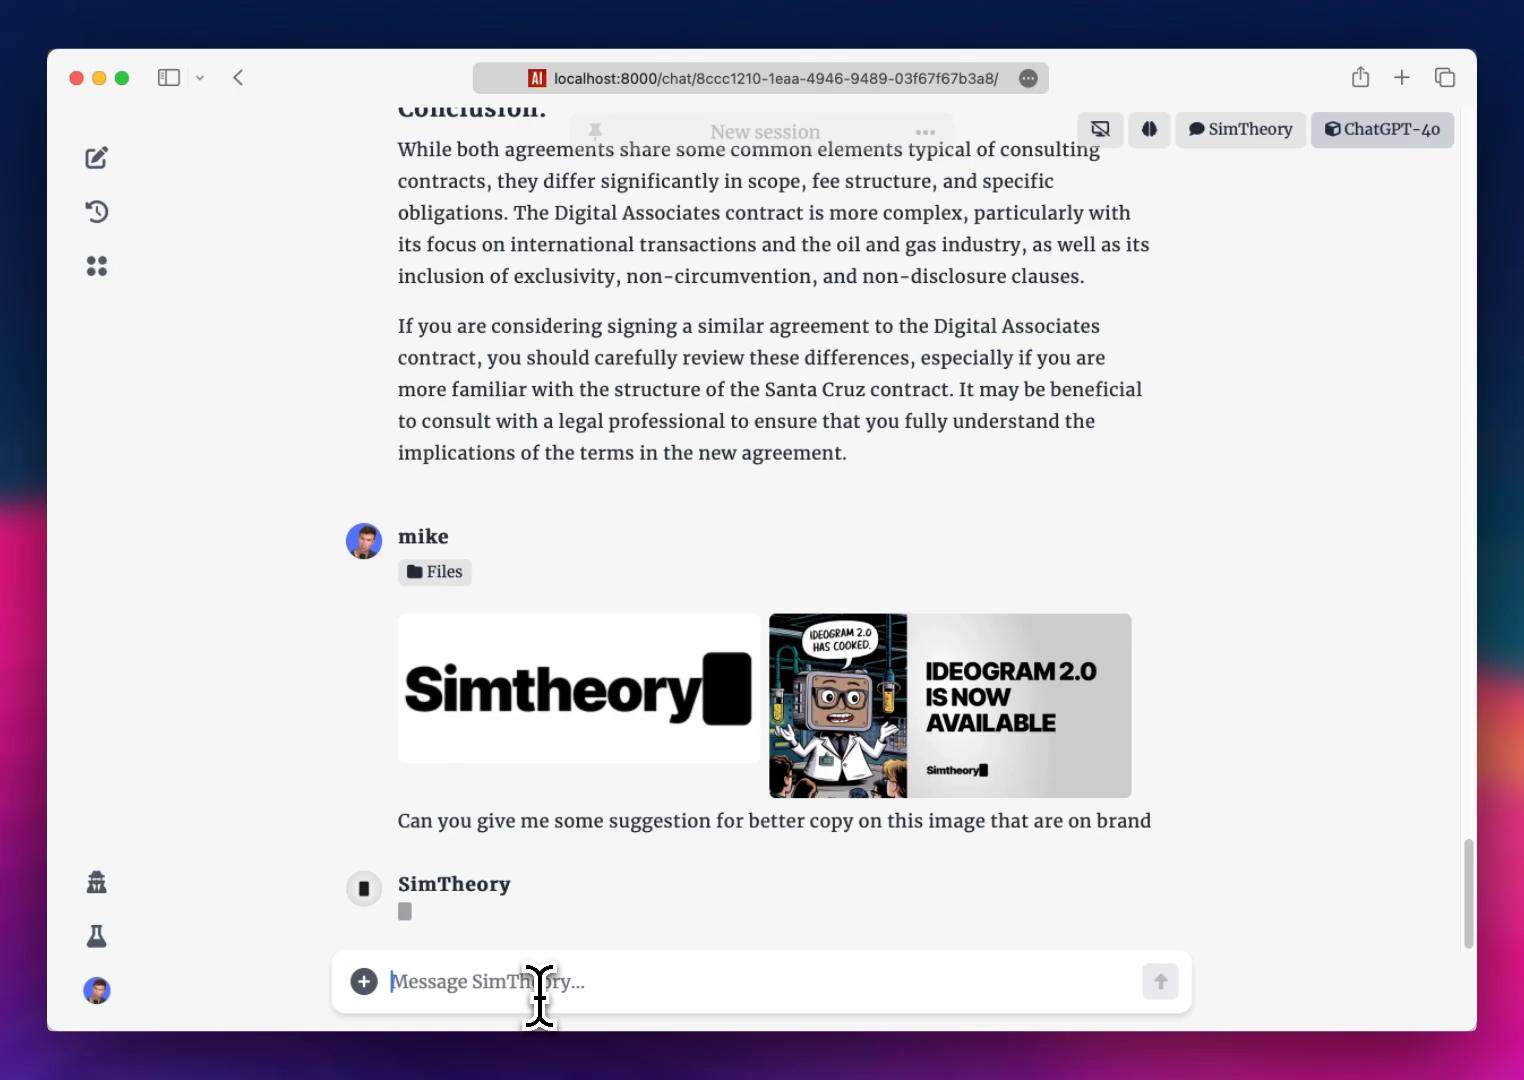 AI localhost:8000/chat/8ccc1210-1eaa-4946-9489-03f67f67b3a8/
Conclusion:
New session
SimTheory
ChatGPT-4o
While both agreements share some common elements typical of consulting
contracts, they differ significantly in scope, fee structure, and specific
obligations. The Digital Associates contract is more complex, particularly with
its focus on international transactions and the oil and gas industry, as well as its
inclusion of exclusivity, non-circumvention, and non-disclosure clauses.
If you are considering signing a similar agreement to the Digital Associates
contract, you should carefully review these differences, especially if you are
more familiar with the structure of the Santa Cruz contract. It may be beneficial
to consult with a legal professional to ensure that you fully understand the
implications of the terms in the new agreement.
mike
Files
Simtheory
IDEOGRAM 2.0
HAS COOKED.
IDEOGRAM 2.0
IS NOW
AVAILABLE
Simtheory
Can you give me some suggestion for better copy on this image that are on brand
SimTheory
Message SimTheory...